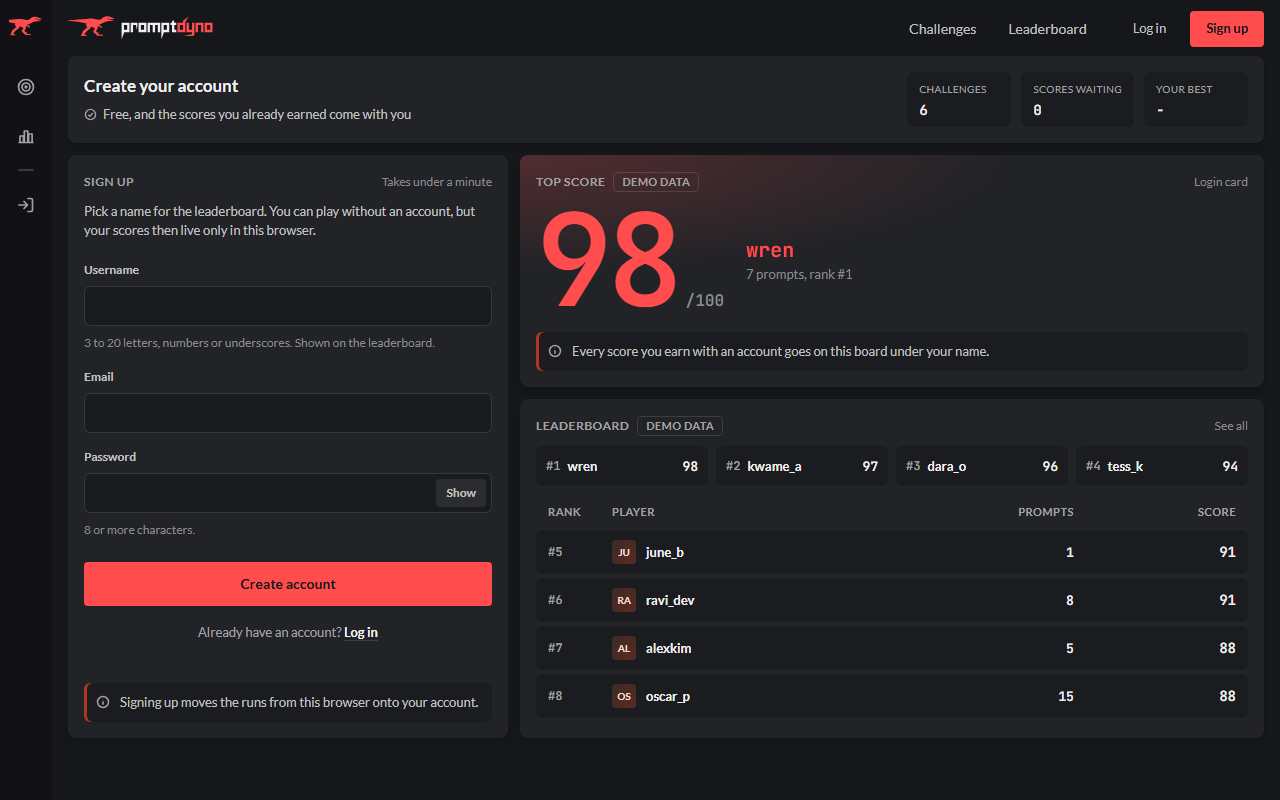 promptdyno
Challenges
Leaderboard
Log in
Sign up
Create your account
Free, and the scores you already earned come with you
CHALLENGES
6
SCORES WAITING
0
YOUR BEST
-
SIGN UP
Takes under a minute
Pick a name for the leaderboard. You can play without an account, but
your scores then live only in this browser.
Username
3 to 20 letters, numbers or underscores. Shown on the leaderboard.
Email
Password
Show
8 or more characters.
Create account
Already have an account? Log in
Signing up moves the runs from this browser onto your account.
TOP SCORE
DEMO DATA
Login card
98
/100
wren
7 prompts, rank #1
Every score you earn with an account goes on this board under your name.
LEADERBOARD
DEMO DATA
See all
#1 wren 98
#2 kwame_a 97
#3 dara_o 96
#4 tess_k 94
RANK PLAYER PROMPTS SCORE
#5 JU june_b 1 91
#6 RA ravi_dev 8 91
#7 AL alexkim 5 88
#8 OS oscar_p 15 88